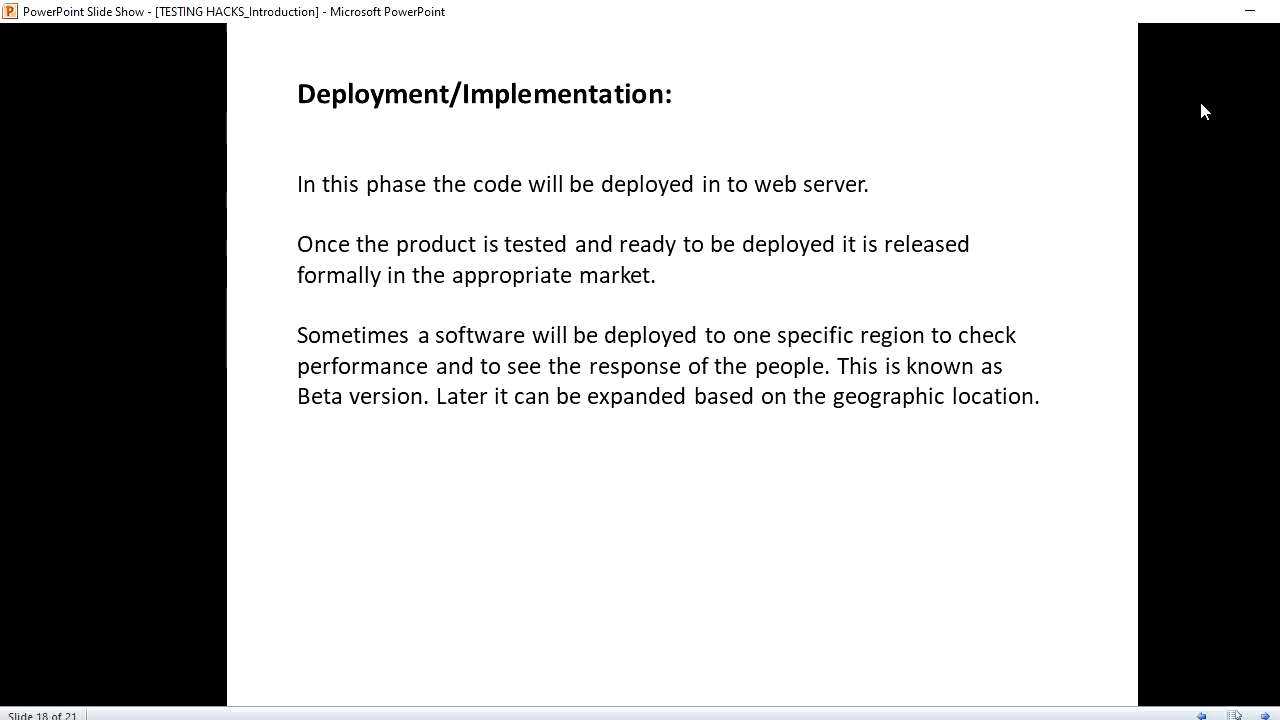 PowerPoint Slide Show - [TESTING HACKS_Introduction] - Microsoft PowerPoint
Deployment/Implementation:
In this phase the code will be deployed in to web server.
Once the product is tested and ready to be deployed it is released
formally in the appropriate market.
Sometimes a software will be deployed to one specific region to check
performance and to see the response of the people. This is known as
Beta version. Later it can be expanded based on the geographic location.
Slide 18 of 21